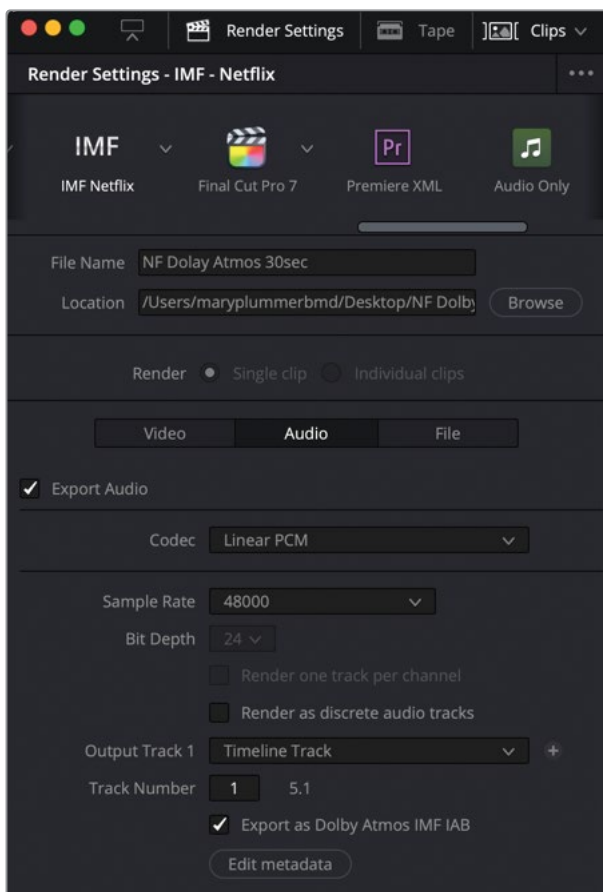 Render Settings Tape Clips
Render Settings - IMF - Netflix
IMF Pr
IMF Netflix Final Cut Pro 7 Premiere XML Audio Only
File Name NF Dolay Atmos 30sec
Location /Users/maryplummerbmd/Desktop/NF Dolby Browse
Render Single clip Individual clips
Video Audio File
Export Audio
Codec Linear PCM
Sample Rate 48000
Bit Depth 24
Render one track per channel
Render as discrete audio tracks
Output Track 1 Timeline Track +
Track Number 1 5.1
Export as Dolby Atmos IMF IAB
Edit metadata